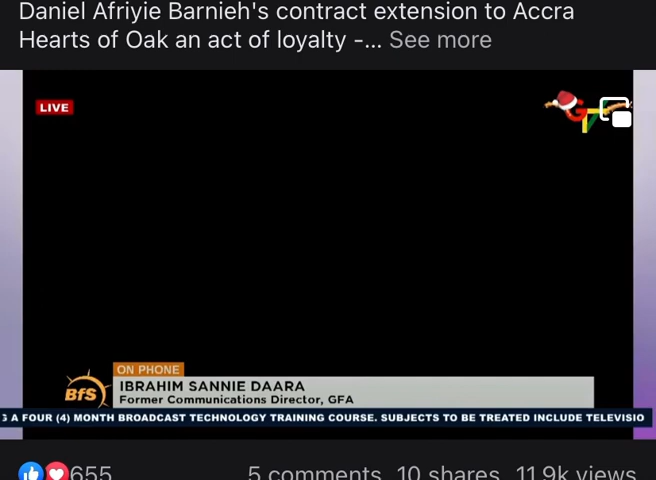 Daniel Afriyie Barnieh's contract extension to Accra
Hearts of Oak an act of loyalty -... See more
LIVE
ON PHONE
BfS
IBRAHIM SANNIE DAARA
Former Communications Director, GFA
G A FOUR (4) MONTH BROADCAST TECHNOLOGY TRAINING COURSE. SUBJECTS TO BE TREATED INCLUDE TELEVISIO
655 5 comments 10 shares 11.9k views